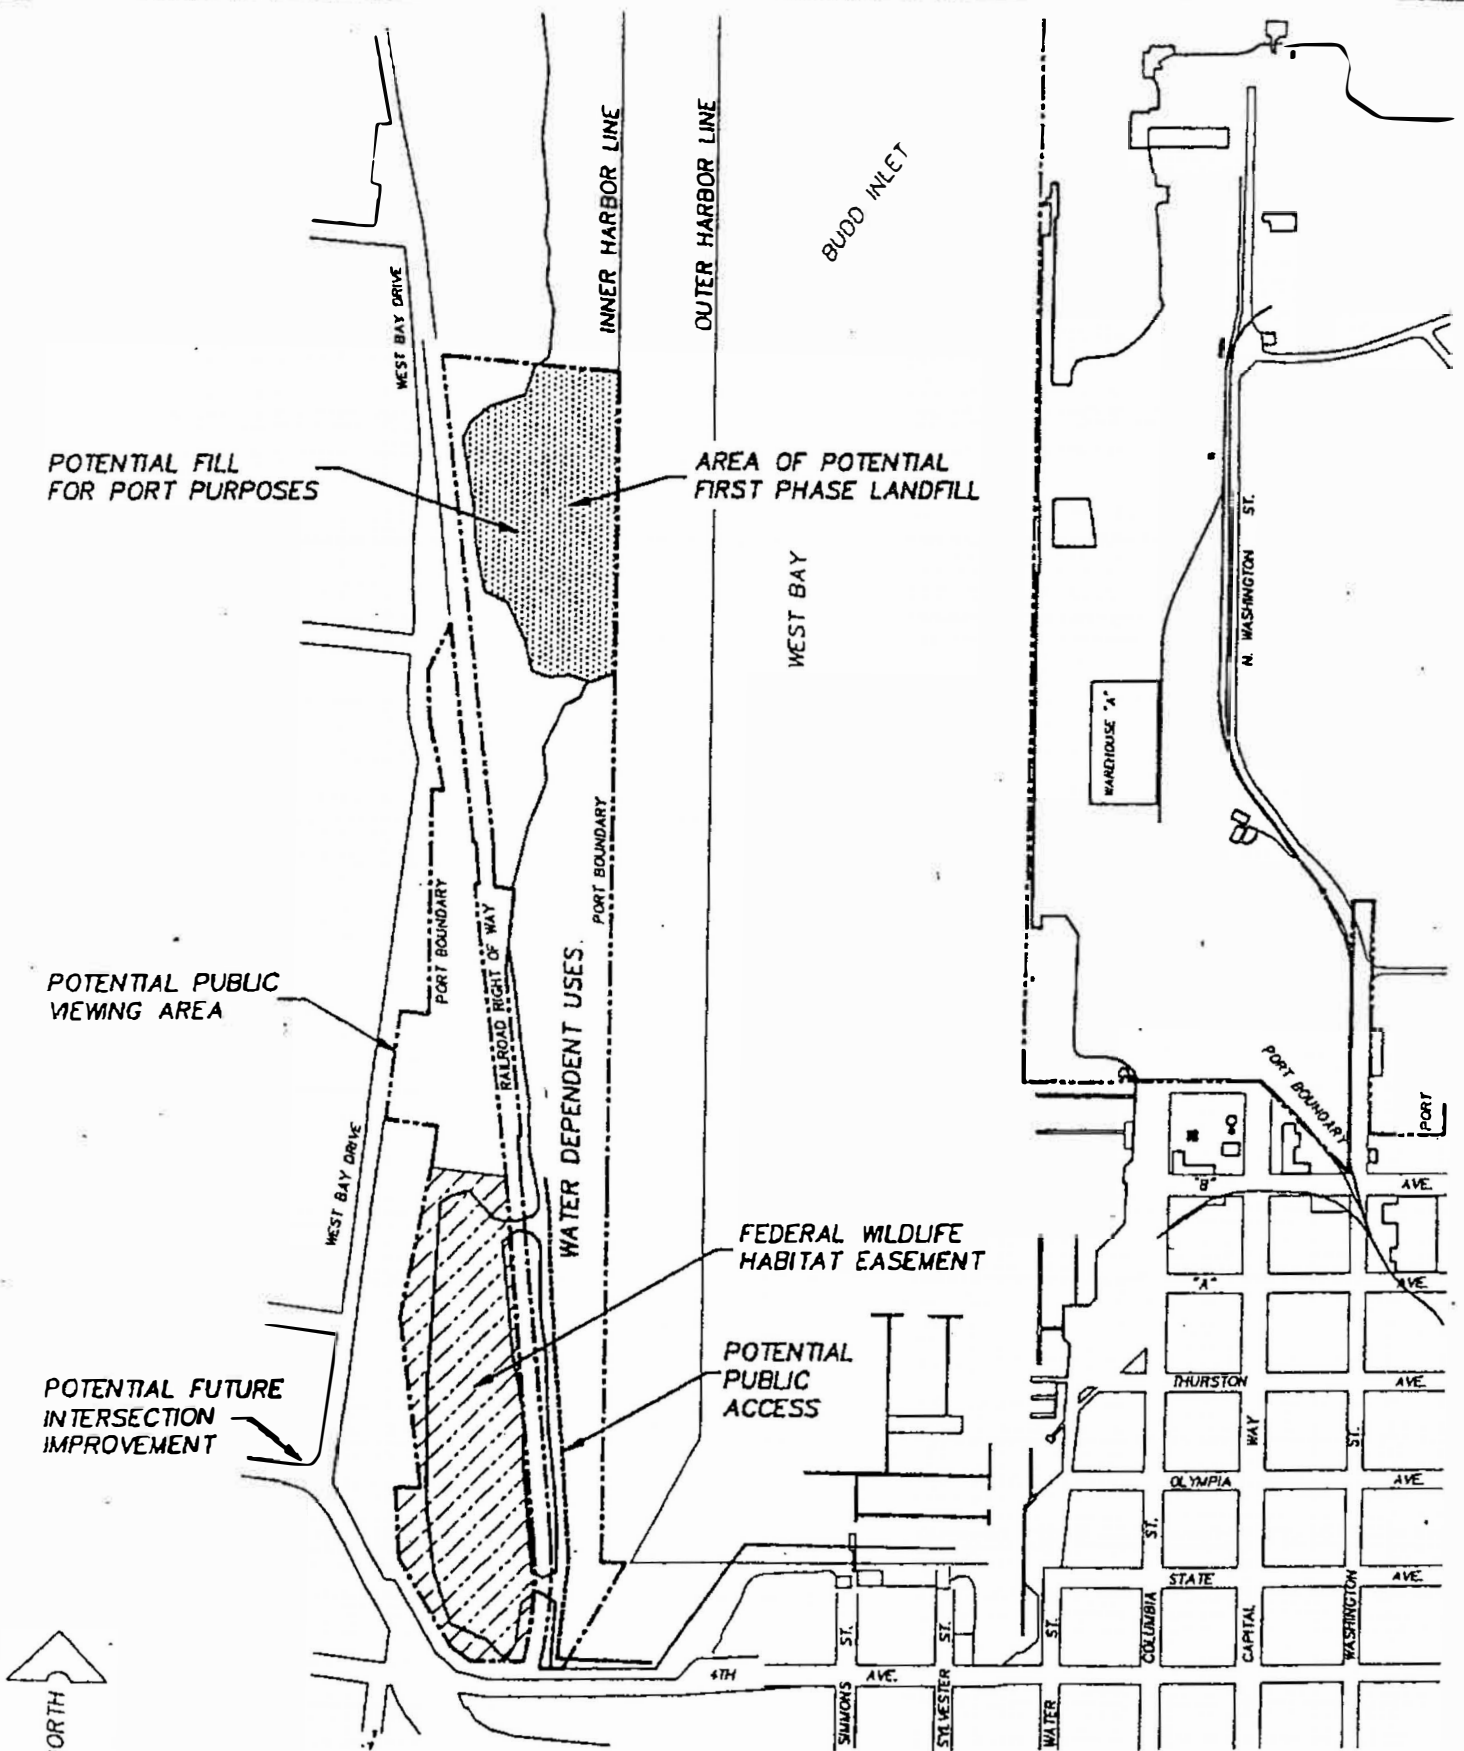 INNER HARBOR LINE
OUTER HARBOR LINE
BUDD INLET
WEST BAY DRIVE
POTENTIAL FILL
FOR PORT PURPOSES
AREA OF POTENTIAL
FIRST PHASE LANDFILL
WEST BAY
N. WASHINGTON ST.
WAREHOUSE "A"
PORT BOUNDARY
PORT BOUNDARY
RAILROAD RIGHT OF WAY
WATER DEPENDENT USES
POTENTIAL PUBLIC
VIEWING AREA
PORT BOUNDARY
PORT
WEST BAY DRIVE
"B"
AVE.
FEDERAL WILDLIFE
HABITAT EASEMENT
"A"
AVE.
POTENTIAL
PUBLIC
ACCESS
POTENTIAL FUTURE
INTERSECTION
IMPROVEMENT
THURSTON
AVE.
WAY
ST.
OLYMPIA
AVE.
ST.
STATE
AVE.
ST.
ST.
ST.
COLUMBIA
CAPITAL
WASHINGTON
4TH
AVE.
SIMMONS
SYLVESTER
WATER
ORTH